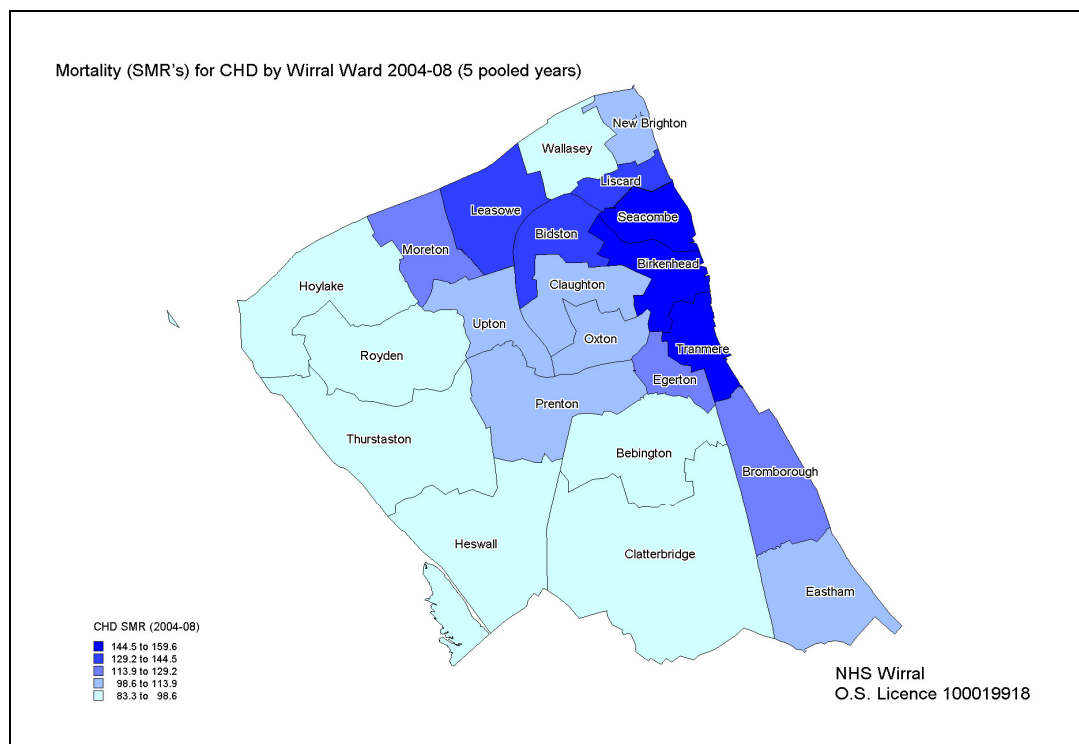 Mortality (SMR's) for CHD by Wirral Ward 2004-08 (5 pooled years)
New Brighton
Wallasey
Liscard
Leasowe
Seacombe
Bidston
Moreton
Birkenhead
Claughton
Hoylake
Upton
Oxton
Royden
Tranmere
Egerton
Prenton
Thurstaston
Bebington
Bromborough
Heswall
Clatterbridge
Eastham
CHD SMR (2004-08)
144.5 to 159.6
129.2 to 144.5
113.9 to 129.2
98.6 to 113.9
83.3 to 98.6
NHS Wirral
O.S. Licence 100019918